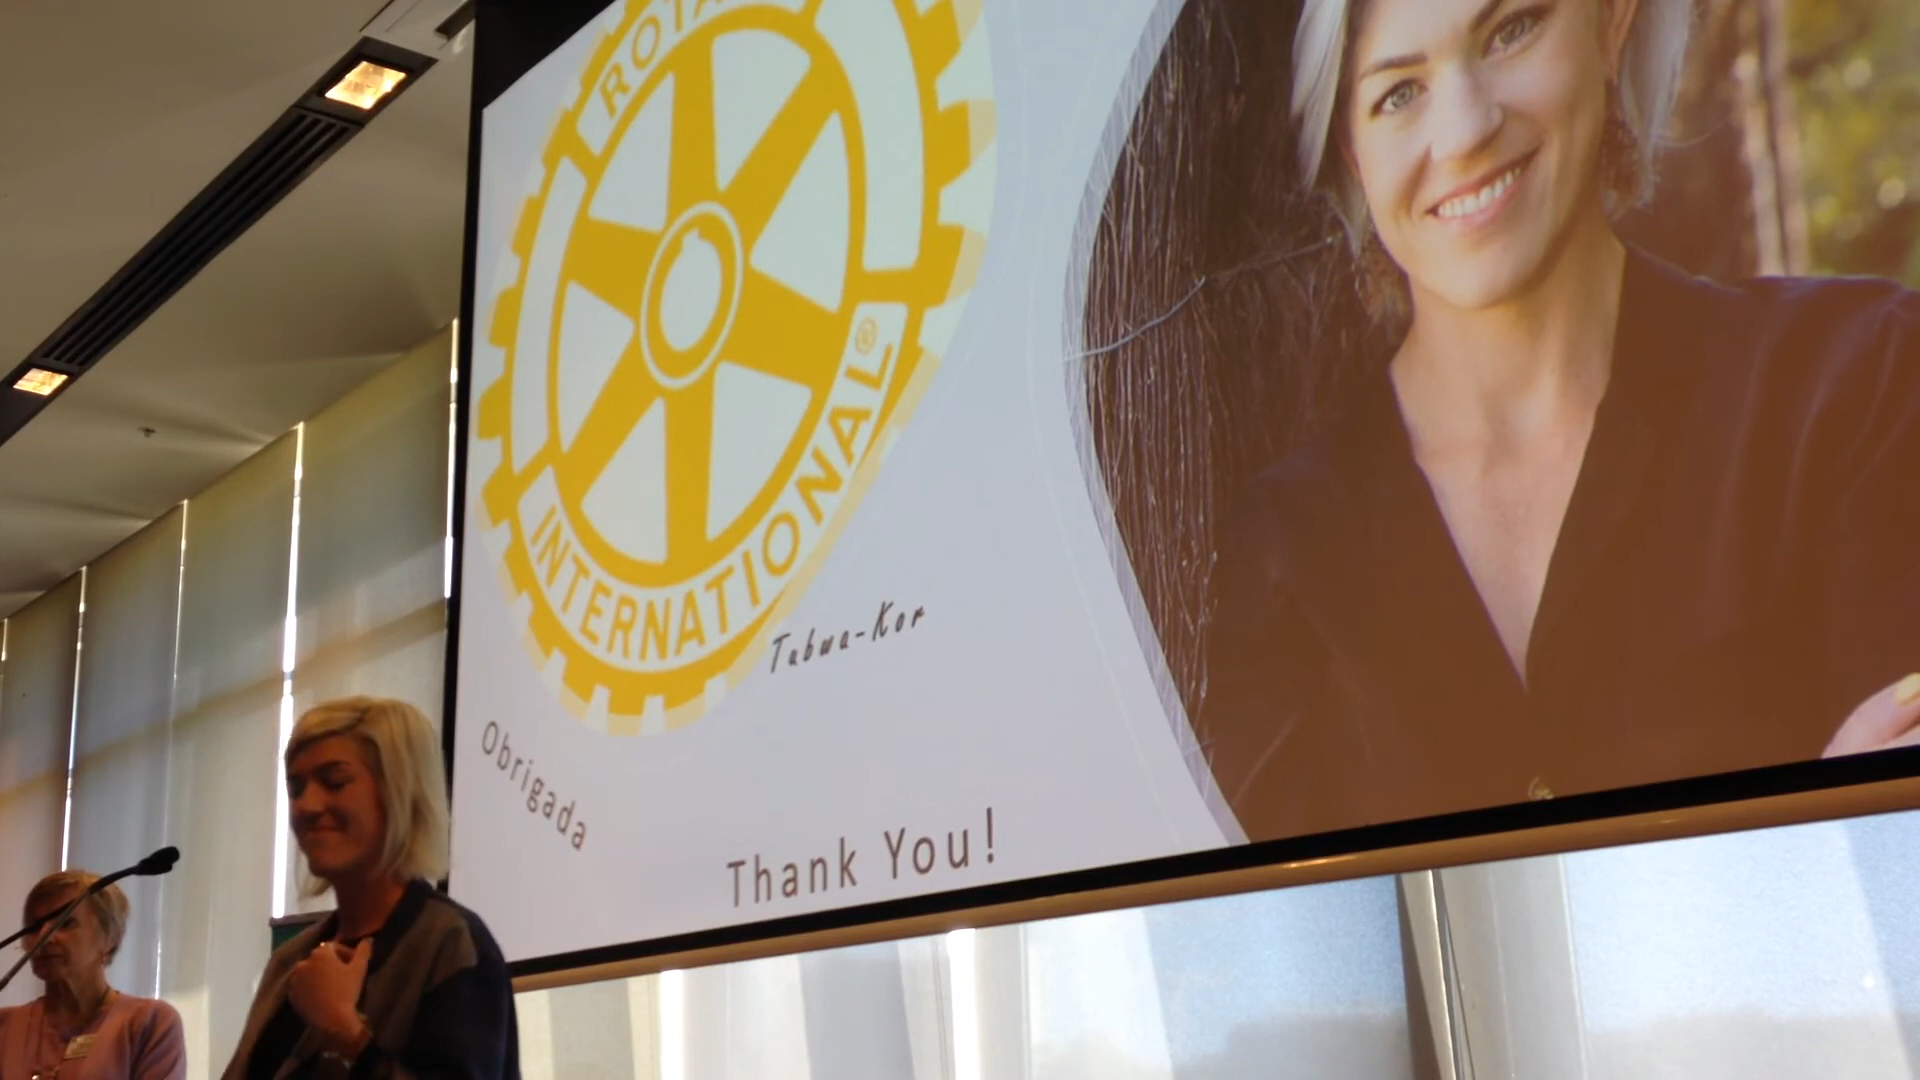 ROTA
INTERNATIONAL®
Tubwa-Kor
Obrigada
Thank You!